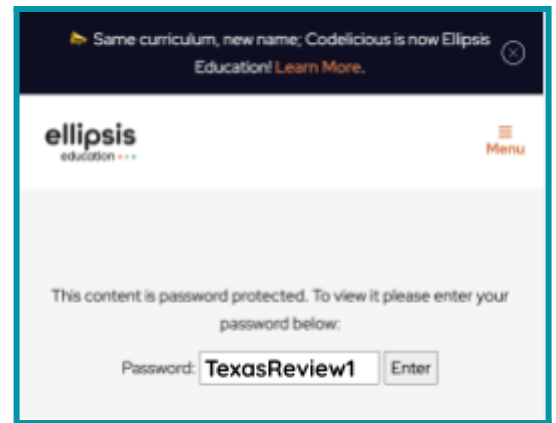 Same curriculum, new name; Codelicious is now Ellipsis
Education! Learn More.
ellipsis
education
Menu
This content is password protected. To view it please enter your
password below:
Password: TexasReview1 Enter